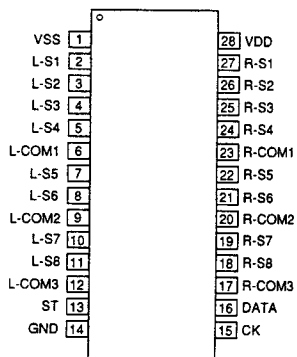 VSS 1 28 VDD
L-S1 2 27 R-S1
L-S2 3 26 R-S2
L-S3 4 25 R-S3
L-S4 5 24 R-S4
L-COM1 6 23 R-COM1
L-S5 7 22 R-S5
L-S6 8 21 R-S6
L-COM2 9 20 R-COM2
L-S7 10 19 R-S7
L-S8 11 18 R-S8
L-COM3 12 17 R-COM3
ST 13 16 DATA
GND 14 15 CK